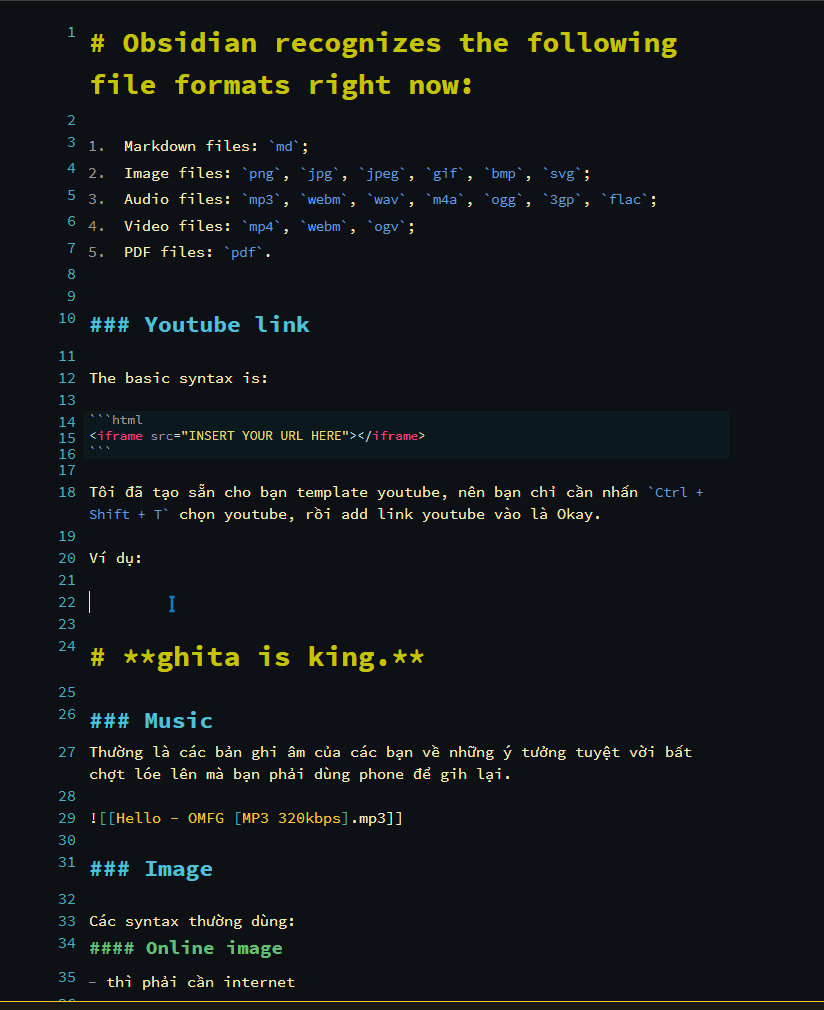 1 # Obsidian recognizes the following
file formats right now:
2
3 1. Markdown files: `md`;
4 2. Image files: `png`, `jpg`, `jpeg`, `gif`, `bmp`, `svg`;
5 3. Audio files: `mp3`, `webm`, `wav`, `m4a`, `ogg`, `3gp`, `flac`;
6 4. Video files: `mp4`, `webm`, `ogv`;
7 5. PDF files: `pdf`.
8
9
10 ### Youtube link
11
12 The basic syntax is:
13
14 ```html
15 <iframe src="INSERT YOUR URL HERE"></iframe>
16 ```
17
18 Tôi đã tạo sẵn cho bạn template youtube, nên bạn chỉ cần nhấn `Ctrl +
Shift + T` chọn youtube, rồi add link youtube vào là Okay.
19
20 Ví dụ:
21
22
23
24 # **ghita is king.**
25
26 ### Music
27 Thường là các bản ghi âm của các bạn về những ý tưởng tuyệt vời bất
chợt lóe lên mà bạn phải dùng phone để gih lại.
28
29 ![[Hello - OMFG [MP3 320kbps].mp3]]
30
31 ### Image
32
33 Các syntax thường dùng:
34 #### Online image
35 - thì phải cần internet